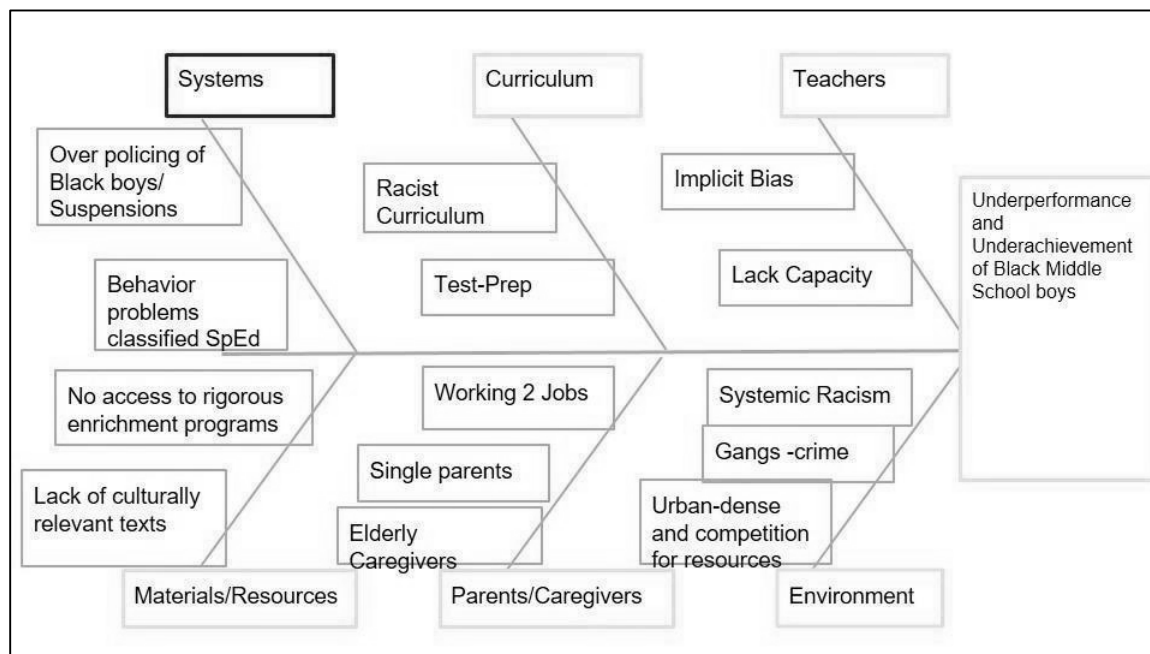 Systems
Curriculum
Teachers
Over policing of
Black boys/
Suspensions
Racist
Curriculum
Implicit Bias
Underperformance
and
Underachievement
of Black Middle
School boys
Behavior
problems
classified SpEd
Test-Prep
Lack Capacity
No access to rigorous
enrichment programs
Working 2 Jobs
Systemic Racism
Gangs -crime
Single parents
Lack of culturally
relevant texts
Elderly
Caregivers
Urban-dense
and competition
for resources
Materials/Resources
Parents/Caregivers
Environment